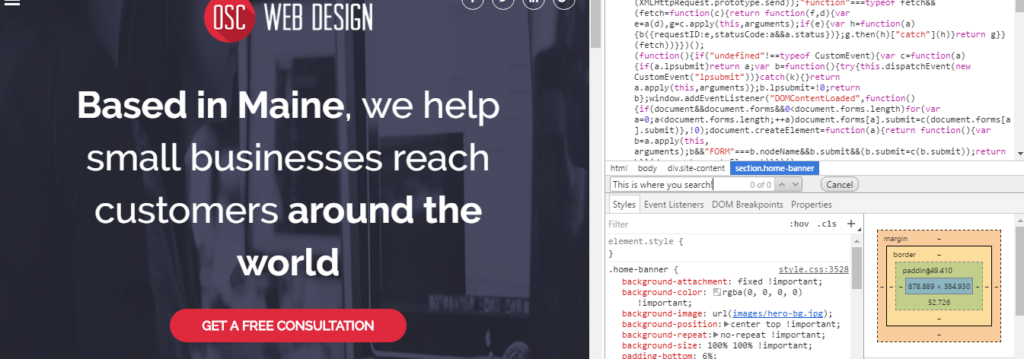 OSC WEB DESIGN
Based in Maine, we help
small businesses reach
customers around the
world
GET A FREE CONSULTATION
(XMLHttpRequest.prototype.send));"function"===typeof fetch&&
(fetch=function(c){return function(f,d){var
e=a(d),g=c.apply(this,arguments);if(e){var h=function(a)
{b({requestID:e,statusCode:a&&a.status})};g.then(h)["catch"](h)}return g}}
(fetch))}})();
(function(){if("undefined"!==typeof CustomEvent){var c=function(a)
{if(a.lpsubmit)return a;var b=function(){try{this.dispatchEvent(new
CustomEvent("lpsubmit"))}catch(k){}return
a.apply(this,arguments)};b.lpsubmit=!0;return
b};window.addEventListener("DOMContentLoaded",function()
{if(document&&document.forms&&0<document.forms.length)for(var
a=0;a<document.forms.length;++a)document.forms[a].submit=c(document.forms[a
].submit)},!0);document.createElement=function(a){return function(){var
b=a.apply(this,
arguments);b&&"FORM"===b.nodeName&&b.submit&&(b.submit=c(b.submit));return
html body div.site-content section.home-banner
This is where you search! 0 of 0 Cancel
Styles Event Listeners DOM Breakpoints Properties
Filter :hov .cls +
element.style {
}
.home-banner { style.css:3528
background-attachment: fixed !important;
background-color: rgba(0, 0, 0, 0)
!important;
background-image: url(images/hero-bg.jpg);
background-position: center top !important;
background-repeat: no-repeat !important;
background-size: 100% 100% !important;
padding-bottom: 6%;
margin -
border -
padding 149.410
- - - 878.889 × 384.930 - - -
52.726
-
-